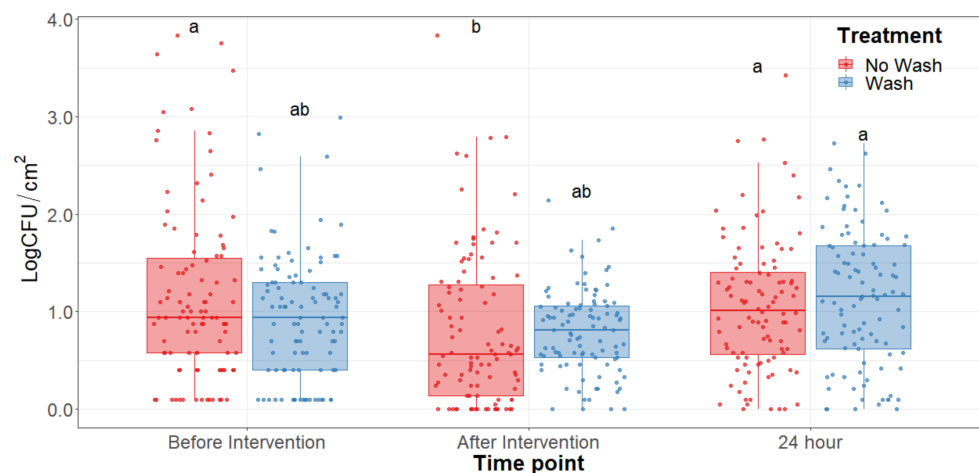 4.0
3.0
2.0
1.0
0.0
LogCFU/cm²
a
ab
b
ab
a
a
Treatment
No Wash
Wash
Before Intervention
After Intervention
24 hour
Time point